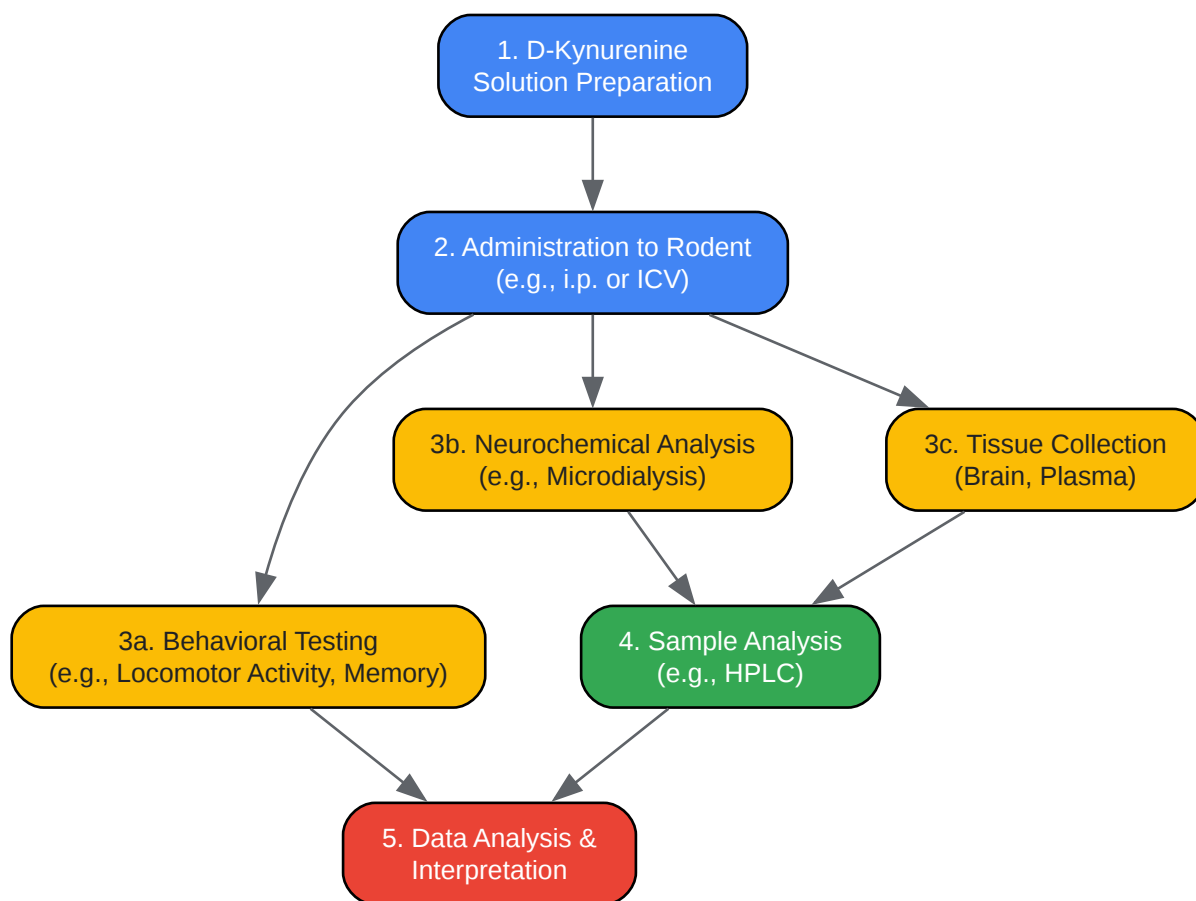 1. D-Kynurenine
Solution Preparation
2. Administration to Rodent
(e.g., i.p. or ICV)
3b. Neurochemical Analysis
(e.g., Microdialysis)
3c. Tissue Collection
(Brain, Plasma)
3a. Behavioral Testing
(e.g., Locomotor Activity, Memory)
4. Sample Analysis
(e.g., HPLC)
5. Data Analysis &
Interpretation